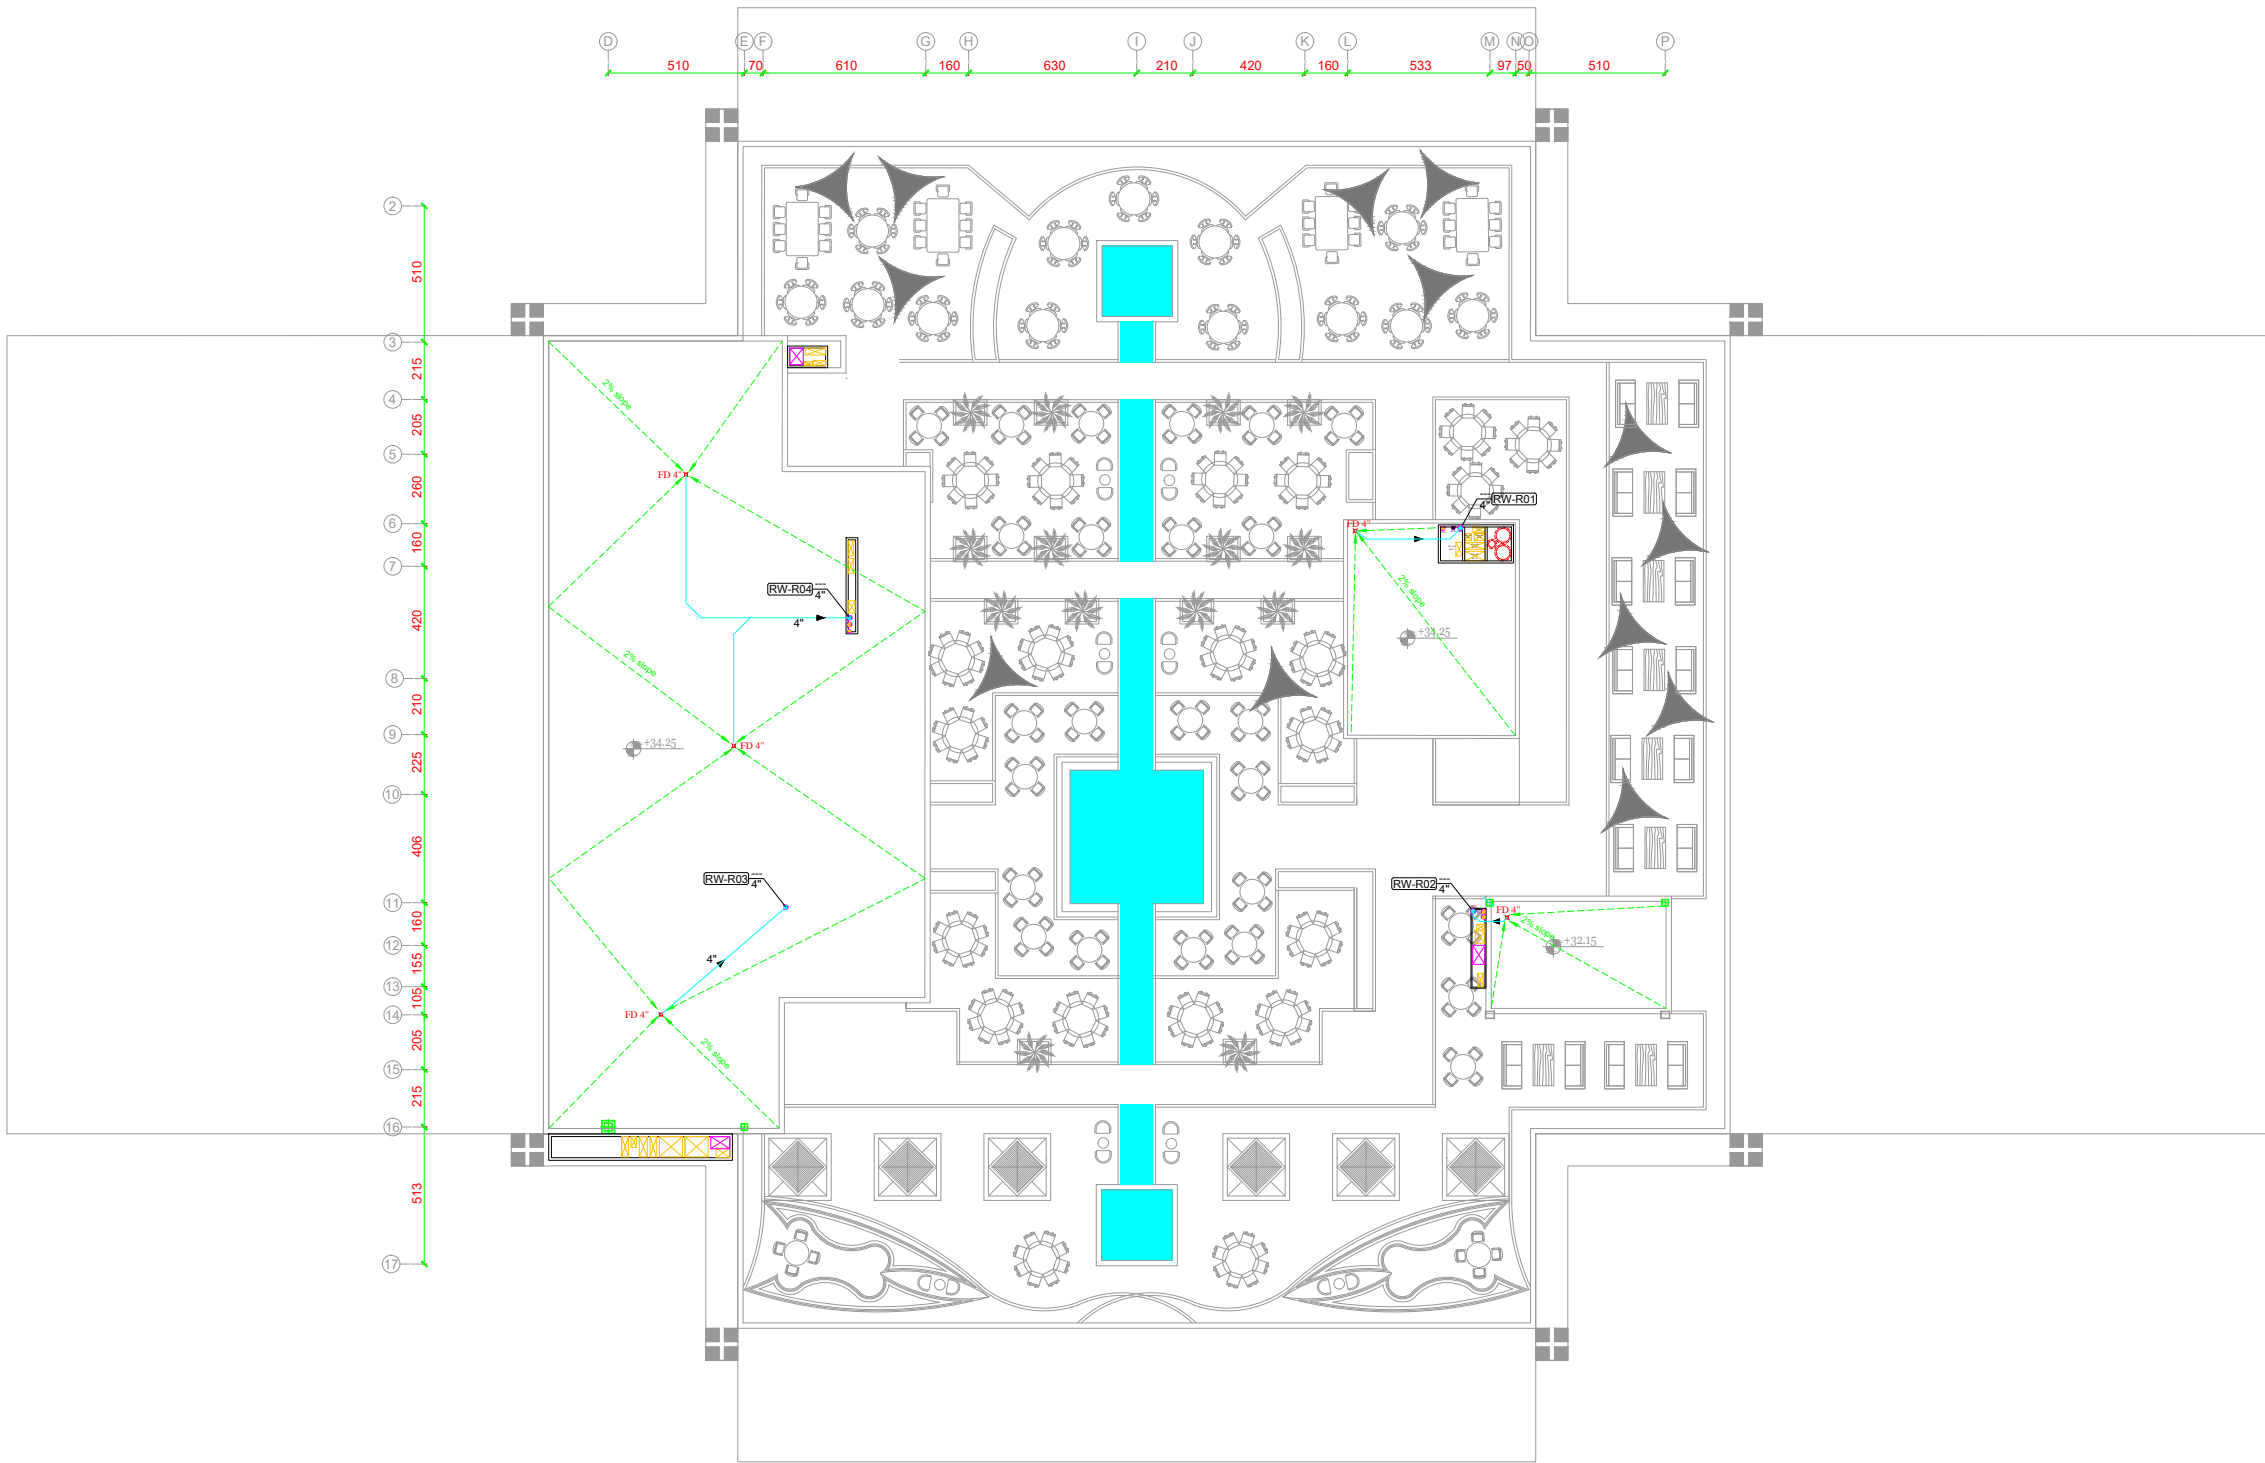 D E F G H I J K L M N O P
510 70 610 160 630 210 420 160 533 97 50 510
2
510
3
215
2% slope
4
205
5
FD 4"
260
RW-R01
4"
6
FD 4"
160
7
2% slope
RW-R04
4"
4"
420
+34.25
2% slope
8
210
9
+34.25
FD 4"
225
10
406
RW-R03
4"
RW-R02
4"
11
FD 4"
160
2% slope
12
+32.15
155
4"
13
105
14
FD 4"
205
2% slope
15
215
16
513
17